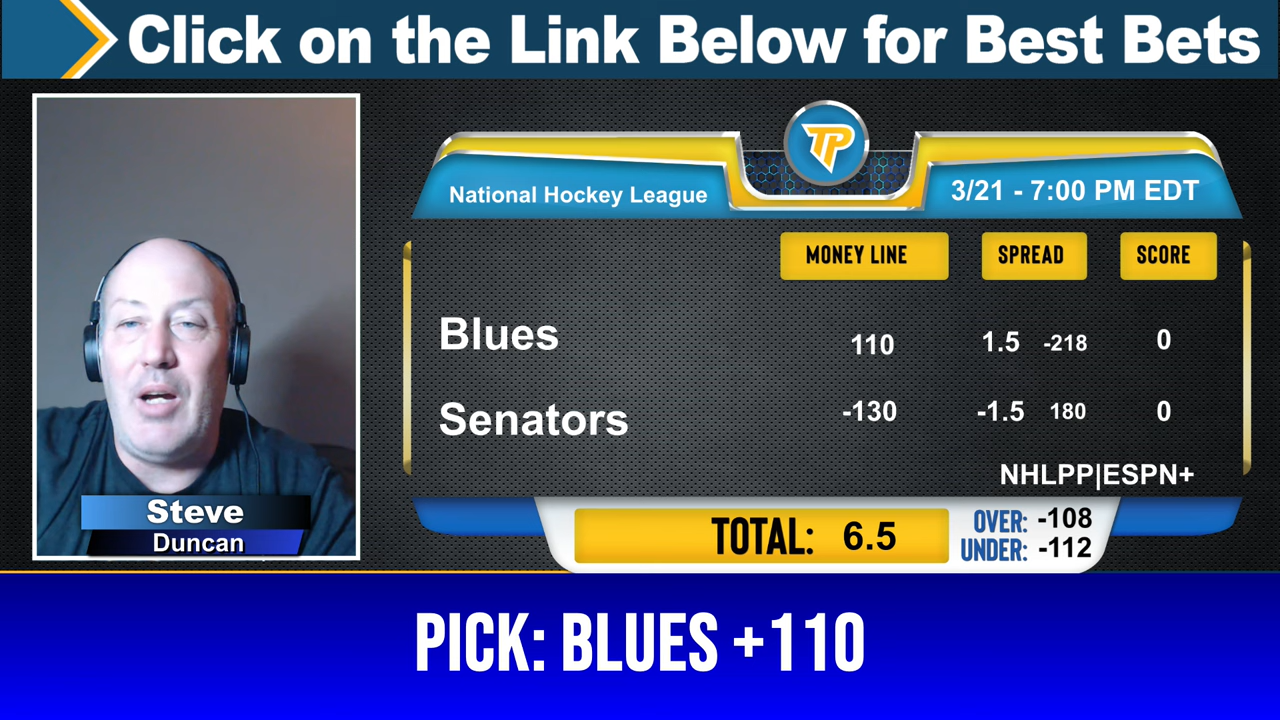 Click on the Link Below for Best Bets
TP
National Hockey League
3/21 - 7:00 PM EDT
MONEY LINE SPREAD SCORE
Blues 110 1.5 -218 0
Senators -130 -1.5 180 0
NHLPP|ESPN+
TOTAL: 6.5
OVER: -108
UNDER: -112
Steve
Duncan
PICK: BLUES +110